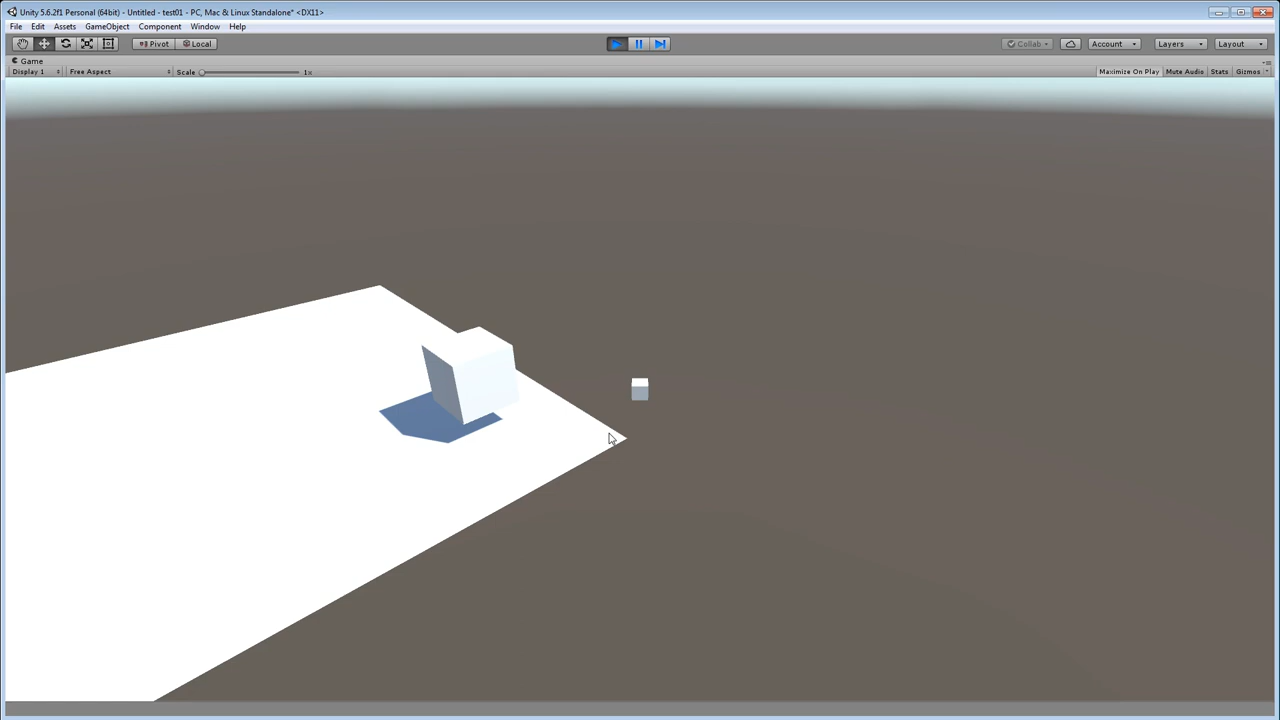 Unity 5.6.2f1 Personal (64bit) - Untitled - test01 - PC, Mac & Linux Standalone* <DX11>
File Edit Assets GameObject Component Window Help
Pivot Local Collab Account Layers Layout
Game
Display 1 Free Aspect Scale 1x Maximize On Play Mute Audio Stats Gizmos